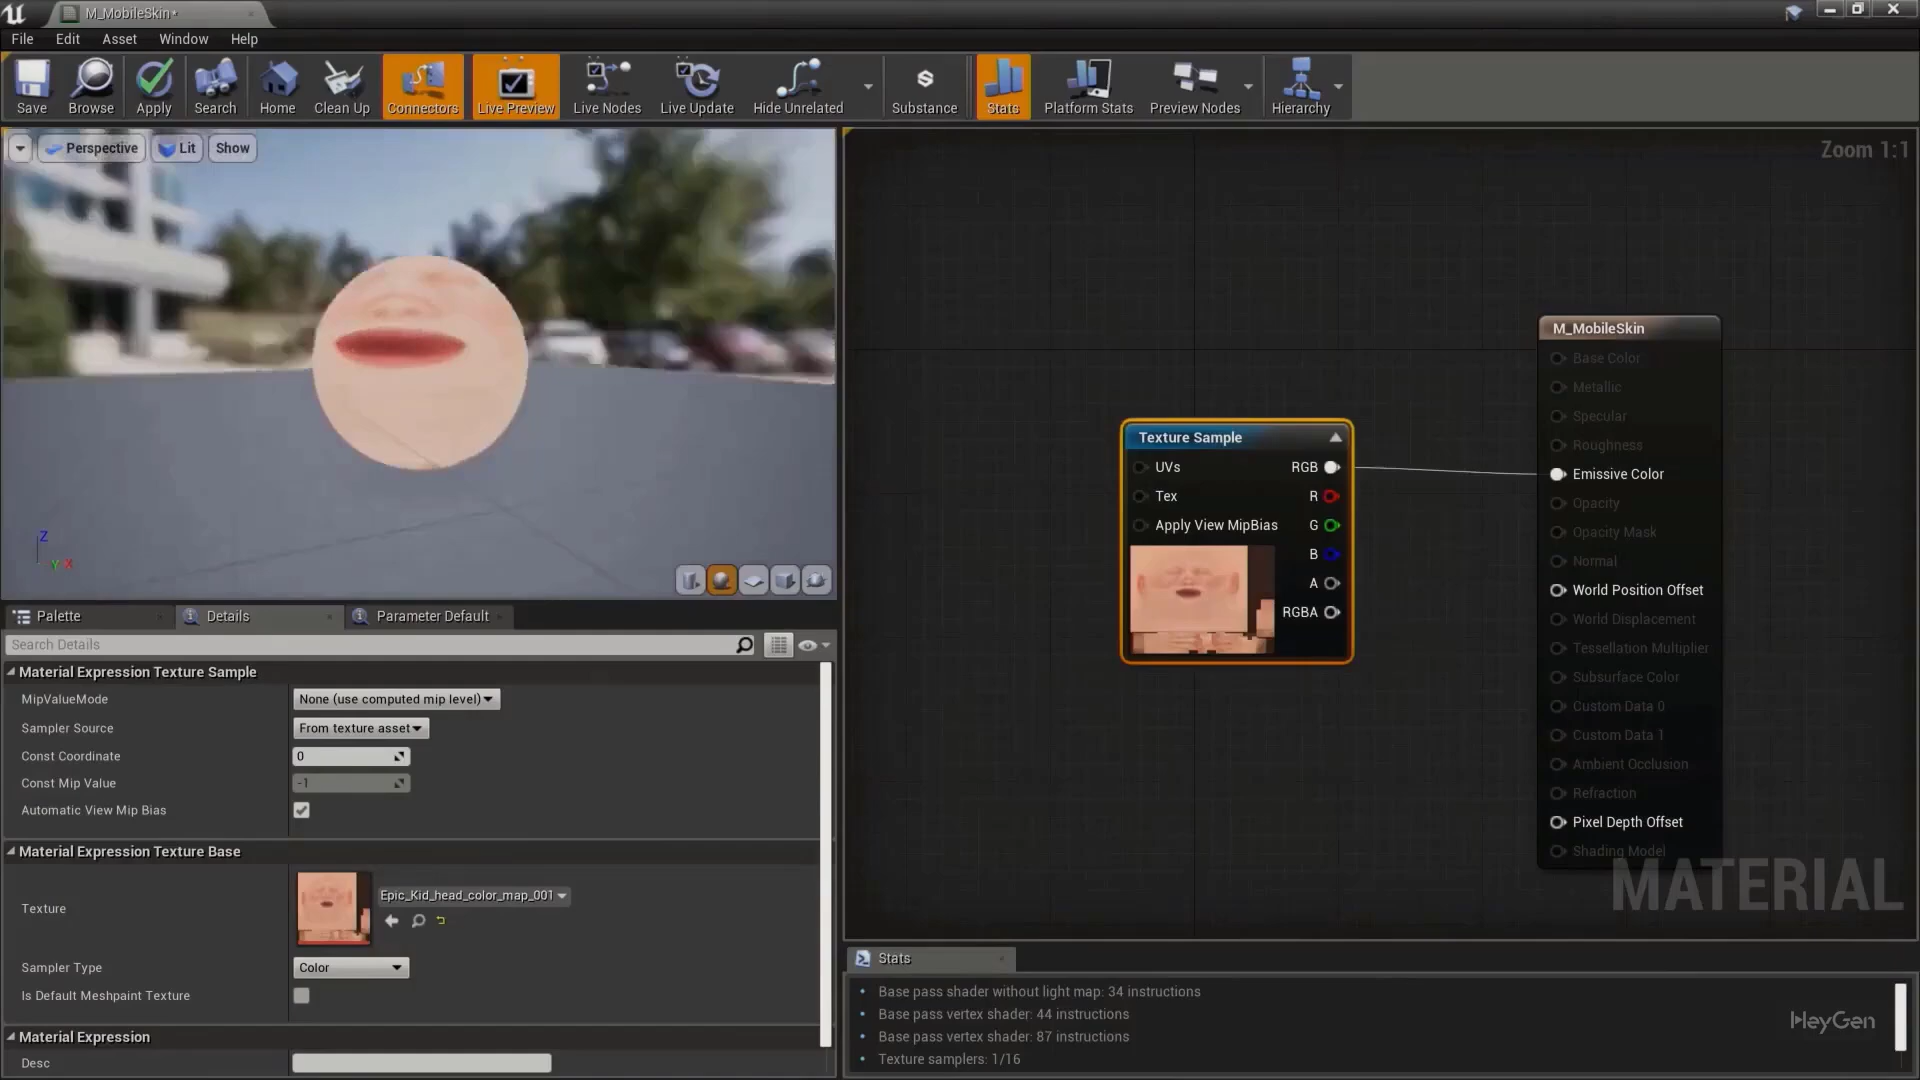 M_MobileSkin*
File Edit Asset Window Help
Save Browse Apply Search Home Clean Up Connectors Live Preview Live Nodes Live Update Hide Unrelated Substance Stats Platform Stats Preview Nodes Hierarchy
Perspective Lit Show
Zoom 1:1
Z
Y X
Texture Sample
UVs RGB
Tex R
Apply View MipBias G
B
A
RGBA
M_MobileSkin
Base Color
Metallic
Specular
Roughness
Emissive Color
Opacity
Opacity Mask
Normal
World Position Offset
World Displacement
Tessellation Multiplier
Subsurface Color
Custom Data 0
Custom Data 1
Ambient Occlusion
Refraction
Pixel Depth Offset
Shading Model
MATERIAL
Palette Details Parameter Default
Search Details
Material Expression Texture Sample
MipValueMode None (use computed mip level)
Sampler Source From texture asset
Const Coordinate 0
Const Mip Value -1
Automatic View Mip Bias
Material Expression Texture Base
Texture Epic_Kid_head_color_map_001
Sampler Type Color
Is Default Meshpaint Texture
Material Expression
Desc
Stats
Base pass shader without light map: 34 instructions
Base pass vertex shader: 44 instructions
Base pass vertex shader: 87 instructions
Texture samplers: 1/16
HeyGen